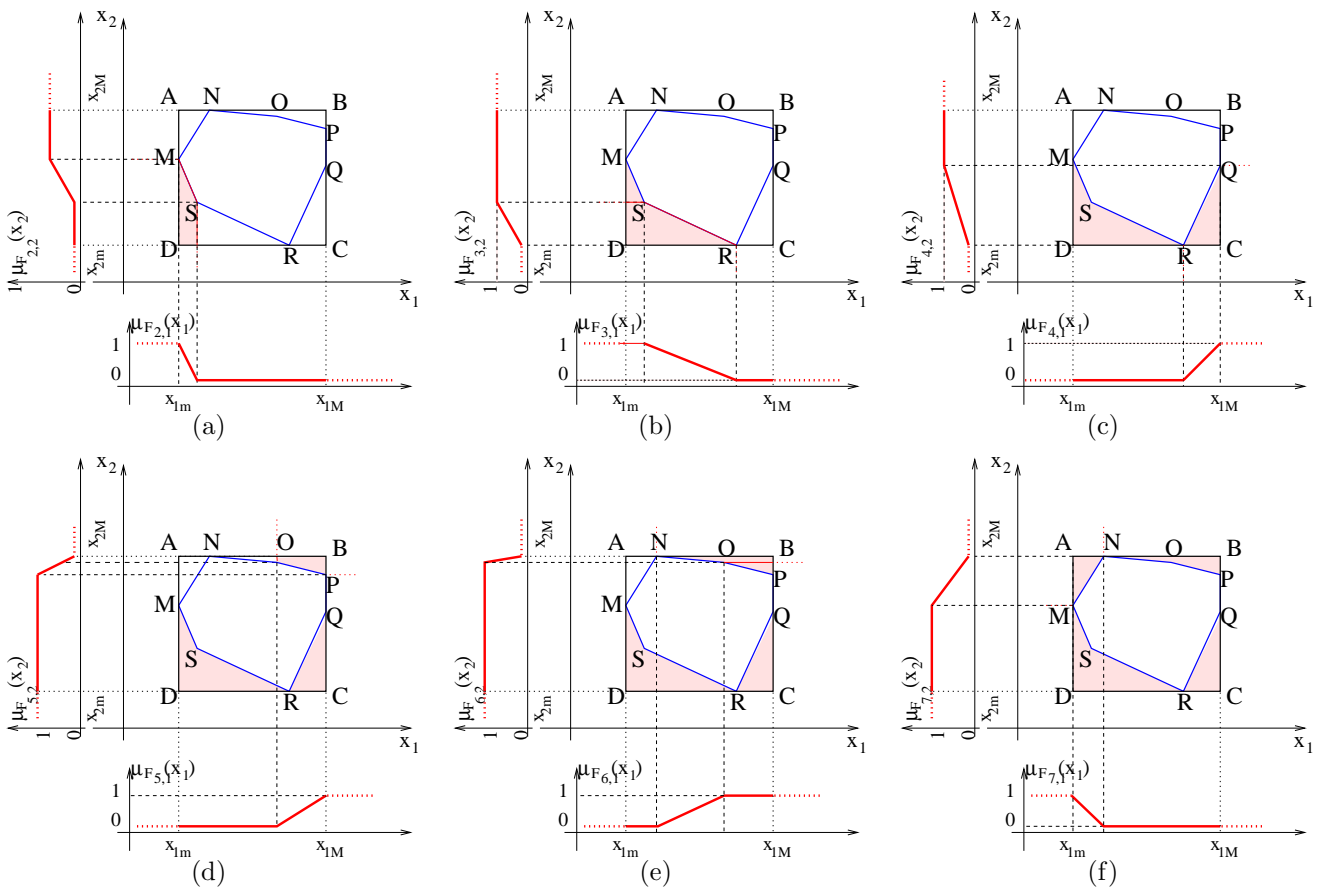 x2
x2M
A N O B
P
M
Q
S
D R C
μF2,2(x2)
x2m
1 0
x1
μF2,1(x1)
1
0
x1m x1M
(a)
x2
x2M
A N O B
P
M
Q
S
D R C
μF3,2(x2)
x2m
1 0
x1
μF3,1(x1)
1
0
x1m x1M
(b)
x2
x2M
A N O B
P
M
Q
S
D R C
μF4,2(x2)
x2m
1 0
x1
μF4,1(x1)
1
0
x1m x1M
(c)
x2
x2M
A N O B
P
M
Q
S
D R C
μF5,2(x2)
x2m
1 0
x1
μF5,1(x1)
1
0
x1m x1M
(d)
x2
x2M
A N O B
P
M
Q
S
D R C
μF6,2(x2)
x2m
1 0
x1
μF6,1(x1)
1
0
x1m x1M
(e)
x2
x2M
A N O B
P
M
Q
S
D R C
μF7,2(x2)
x2m
1 0
x1
μF7,1(x1)
1
0
x1m x1M
(f)